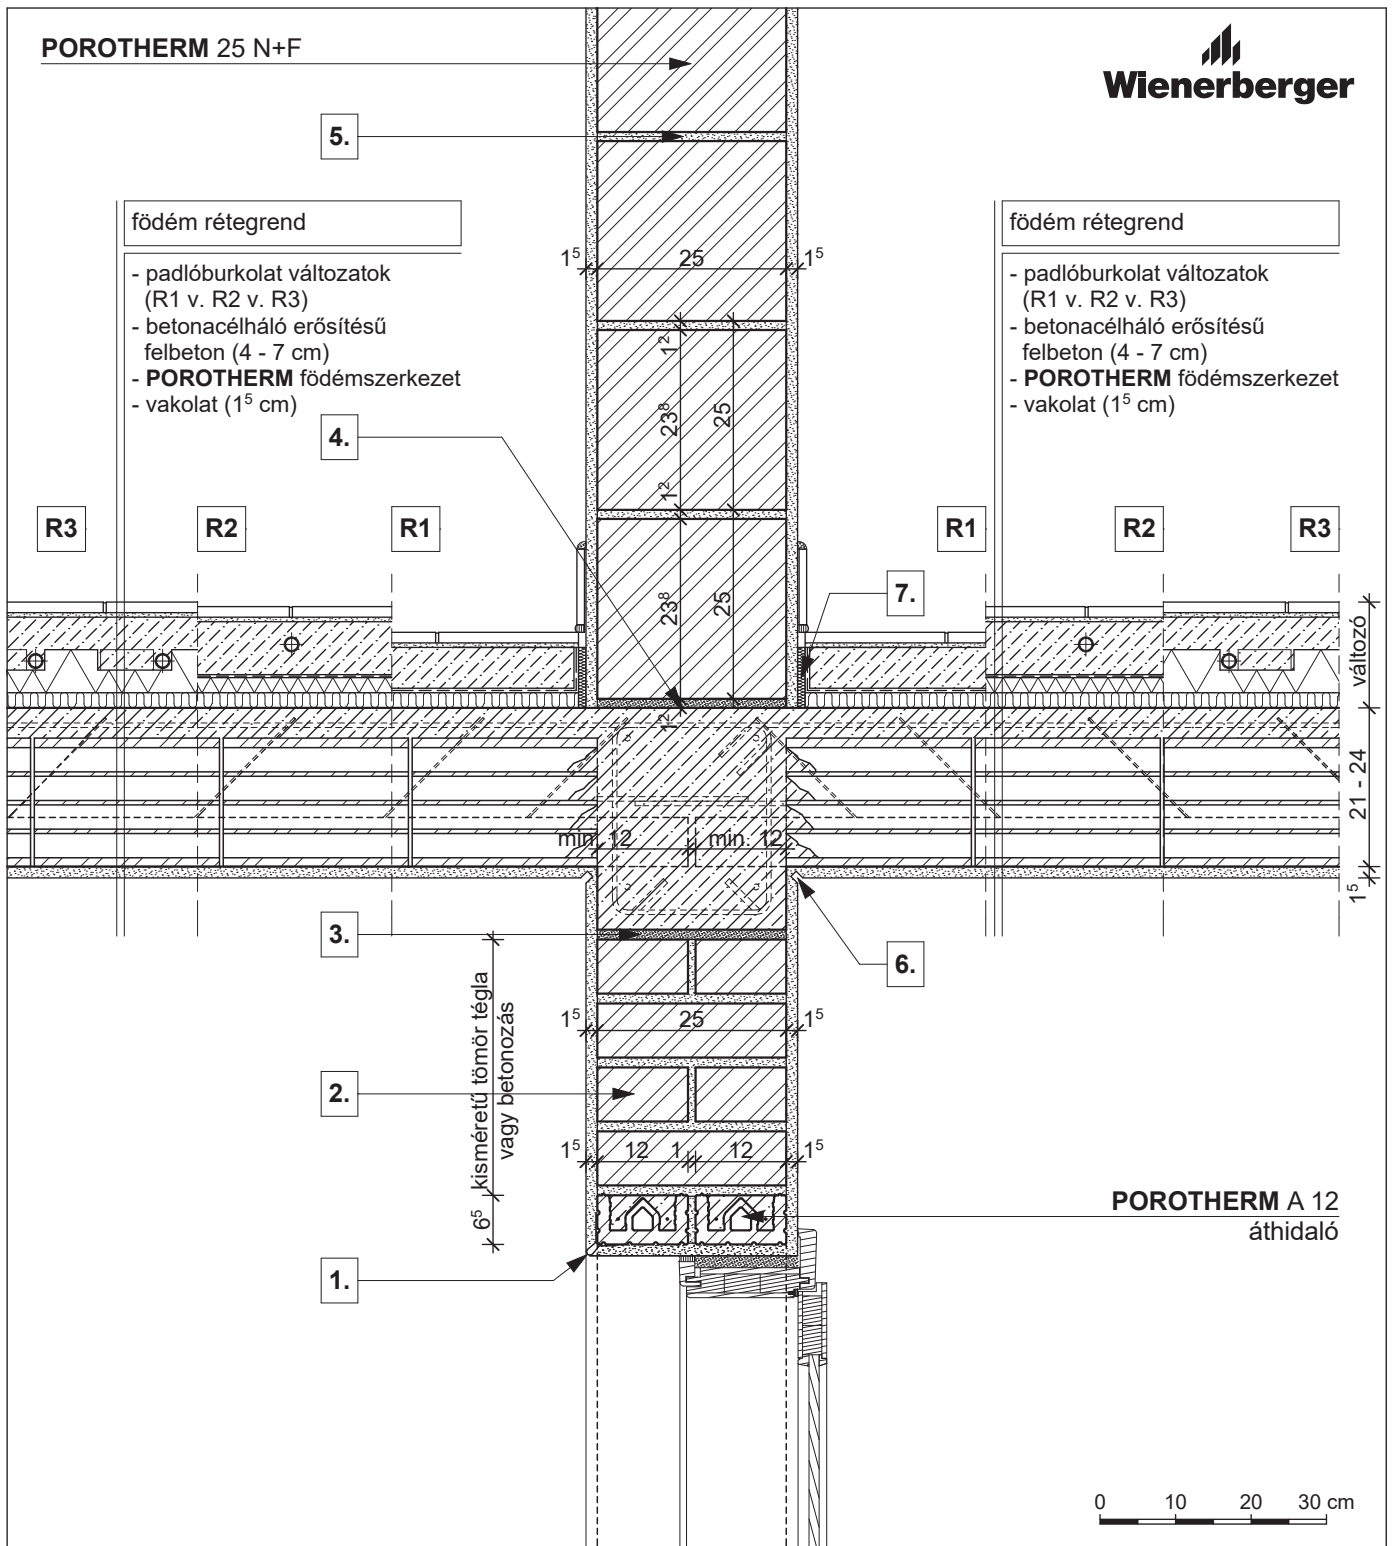 POROTHERM 25 N+F
Wienerberger
5.
födém rétegrend
- padlóburkolat változatok
(R1 v. R2 v. R3)
- betonacélháló erősítésű
felbeton (4 - 7 cm)
- POROTHERM födémszerkezet
- vakolat (1⁵ cm)
födém rétegrend
- padlóburkolat változatok
(R1 v. R2 v. R3)
- betonacélháló erősítésű
felbeton (4 - 7 cm)
- POROTHERM födémszerkezet
- vakolat (1⁵ cm)
1⁵ 25 1⁵
1²
23⁸
25
4.
1²
R3 R2 R1
R1 R2 R3
7.
23⁸
25
1²
változó
21 - 24
1⁵
min. 12 min. 12
3.
6.
kisméretű tömör tégla
vagy betonozás
1⁵ 25 1⁵
2.
1⁵ 12 1 12 1⁵
6⁵
POROTHERM A 12
áthidaló
1.
0 10 20 30 cm